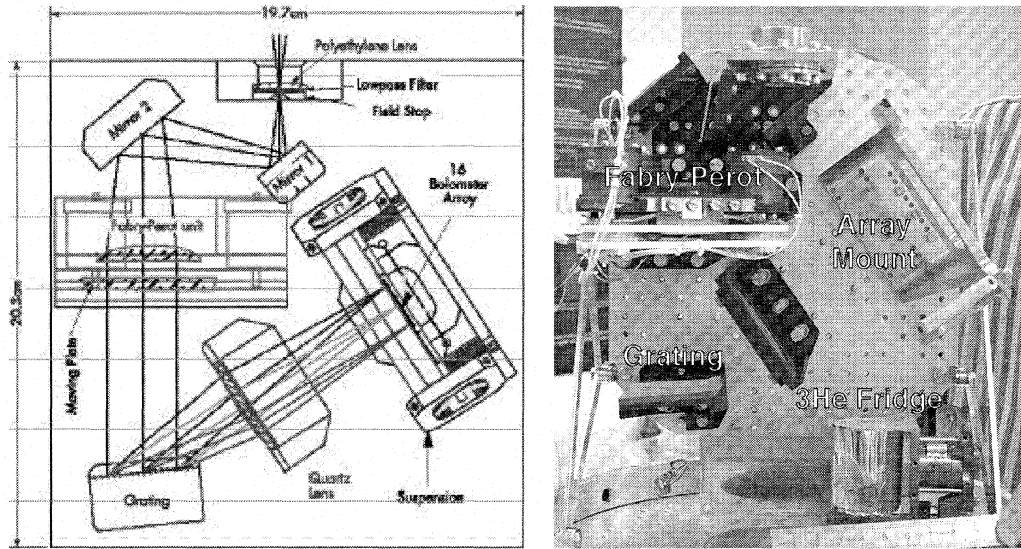 19.7cm
Polyethylene Lens
Lowpass Filter
Field Stop
Mirror 2
Mirror 1
16
Bolometer
Array
Fabry-Perot unit
20.3cm
Moving Plate
Quartz
Lens
Grating
Suspension
Fabry-Perot
Array
Mount
Grating
3He Fridge